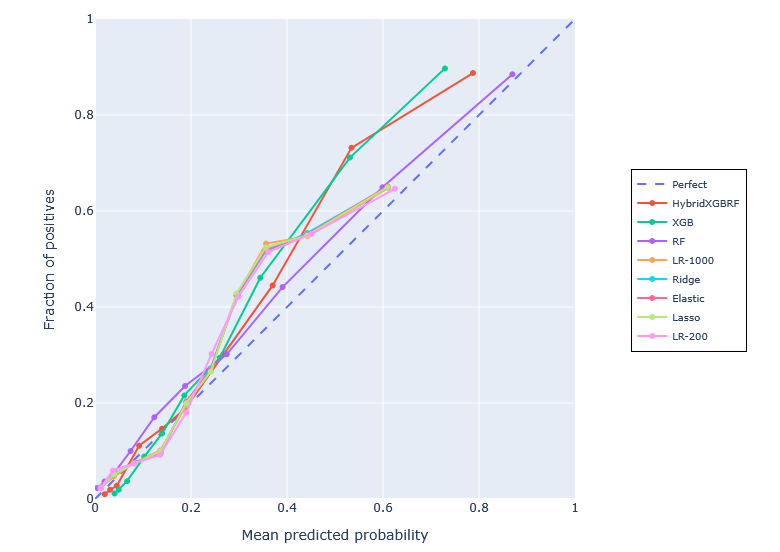 1
0.8
0.6
0.4
0.2
0
0
0.2
0.4
0.6
0.8
1
Fraction of positives
Mean predicted probability
Perfect
HybridXGBRF
XGB
RF
LR-1000
Ridge
Elastic
Lasso
LR-200